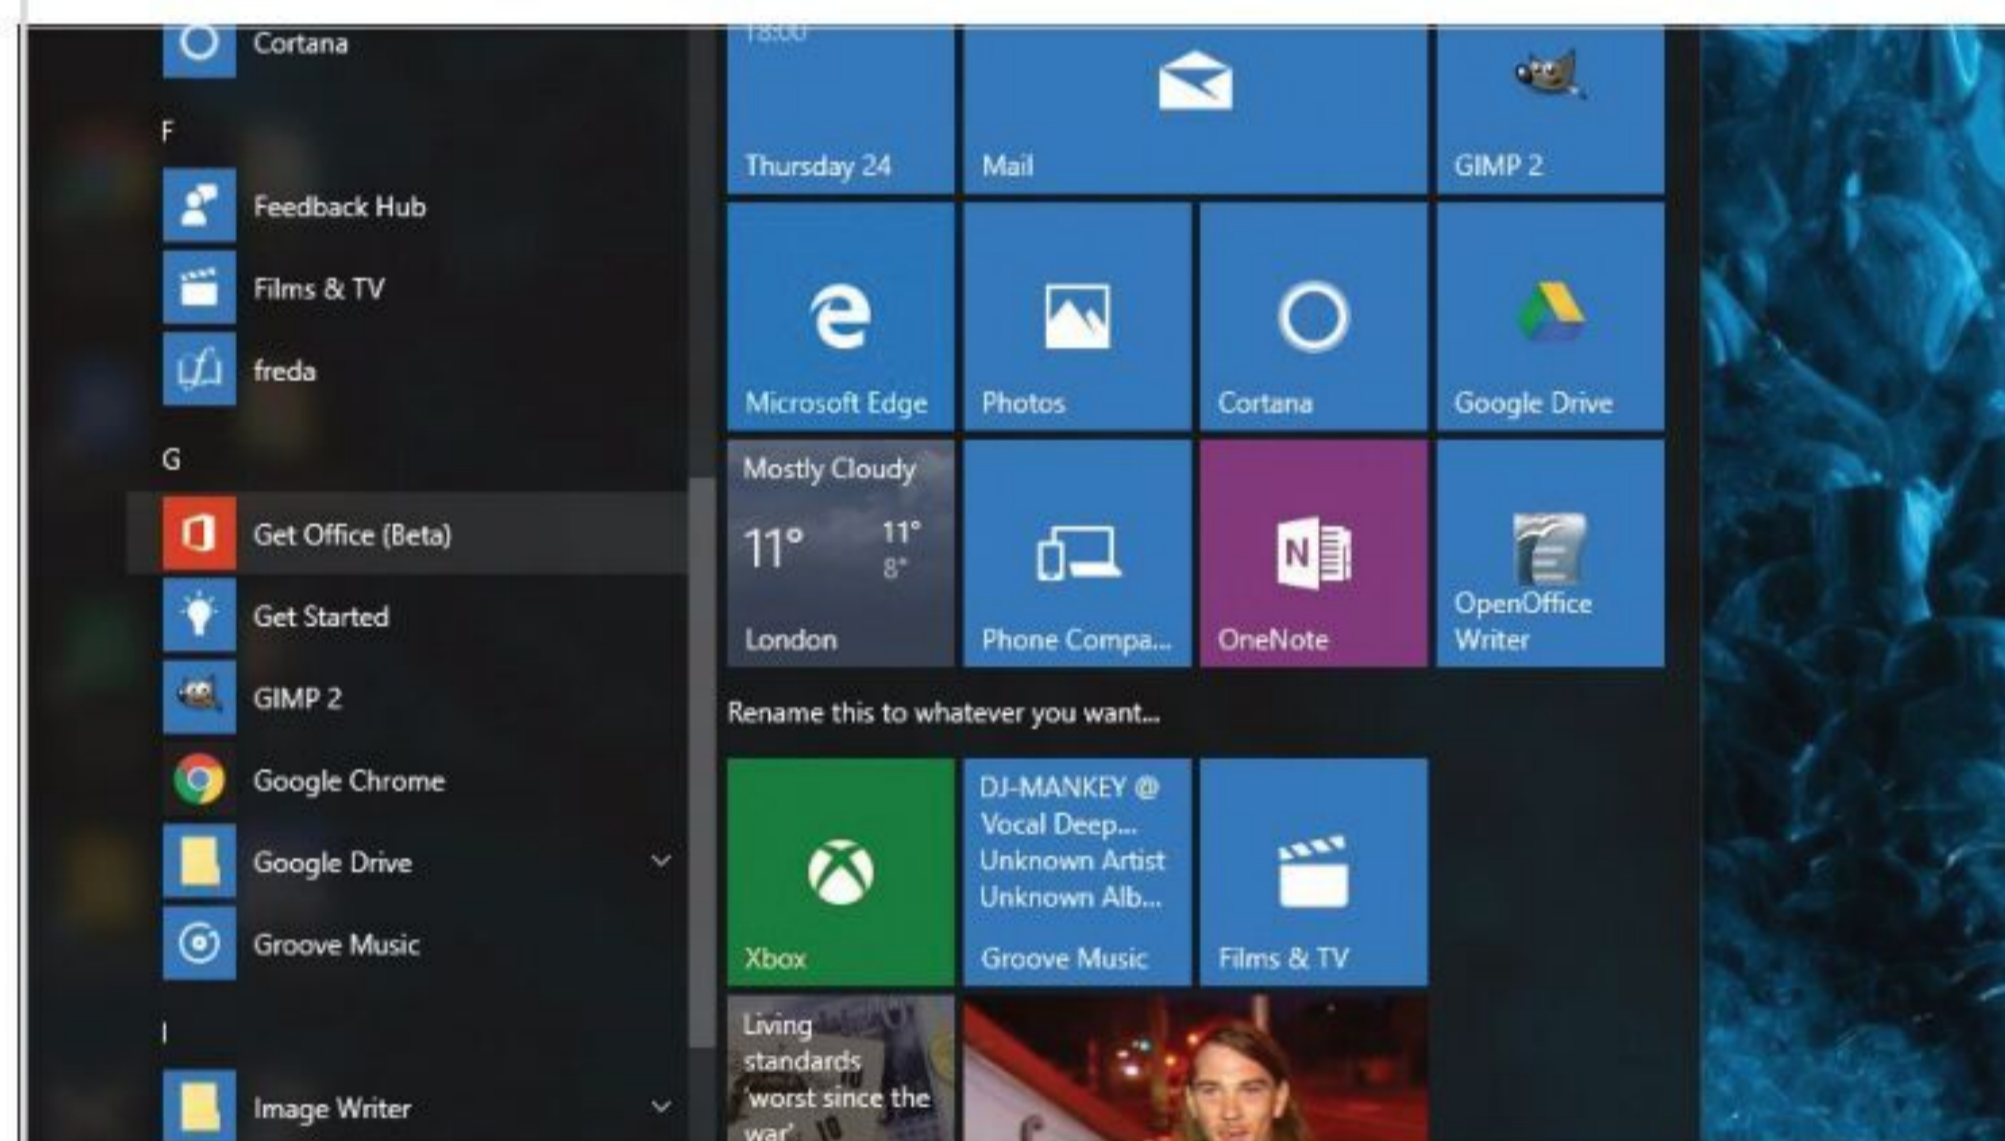 Cortana
F
Feedback Hub
Films & TV
freda
G
Get Office (Beta)
Get Started
GIMP 2
Google Chrome
Google Drive
Groove Music
I
Image Writer
18:00
Thursday 24
Mail
GIMP 2
Microsoft Edge
Photos
Cortana
Google Drive
Mostly Cloudy
11° 11°
8°
London
Phone Compa...
N
OneNote
OpenOffice
Writer
Rename this to whatever you want...
Xbox
DJ-MANKEY @
Vocal Deep...
Unknown Artist
Unknown Alb...
Groove Music
Films & TV
Living
standards
'worst since the
war'
10